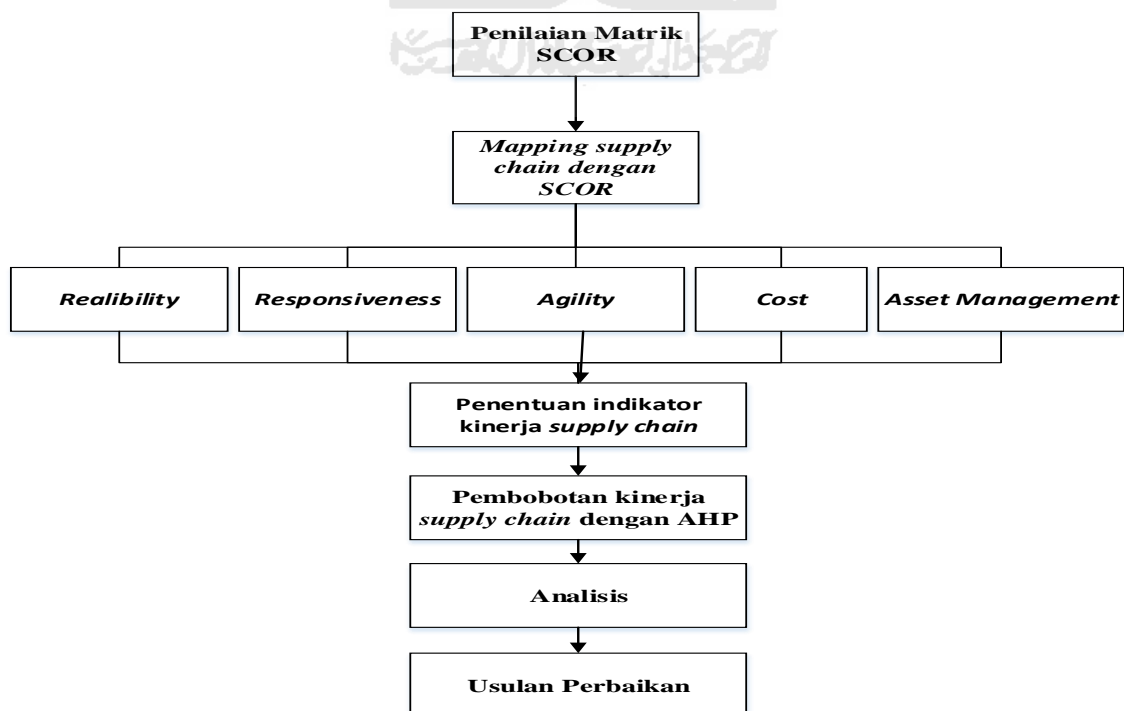 Penilaian Matrik
SCOR
Mapping supply
chain dengan
SCOR
Realibility
Responsiveness
Agility
Cost
Asset Management
Penentuan indikator
kinerja supply chain
Pembobotan kinerja
supply chain dengan AHP
Analisis
Usulan Perbaikan